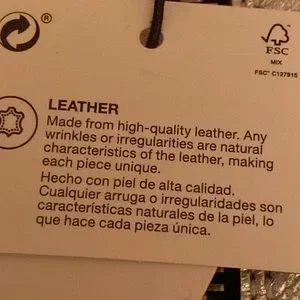 ®
FSC
MIX
FSC® C127915
LEATHER
Made from high-quality leather. Any
wrinkles or irregularities are natural
characteristics of the leather, making
each piece unique.
Hecho con piel de alta calidad.
Cualquier arruga o irregularidades son
características naturales de la piel, lo
que hace cada pieza única.